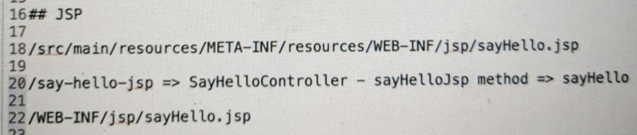 16## JSP
17
18/src/main/resources/META-INF/resources/WEB-INF/jsp/sayHello.jsp
19
20/say-hello-jsp => SayHelloController - sayHelloJsp method => sayHello
21
22/WEB-INF/jsp/sayHello.jsp